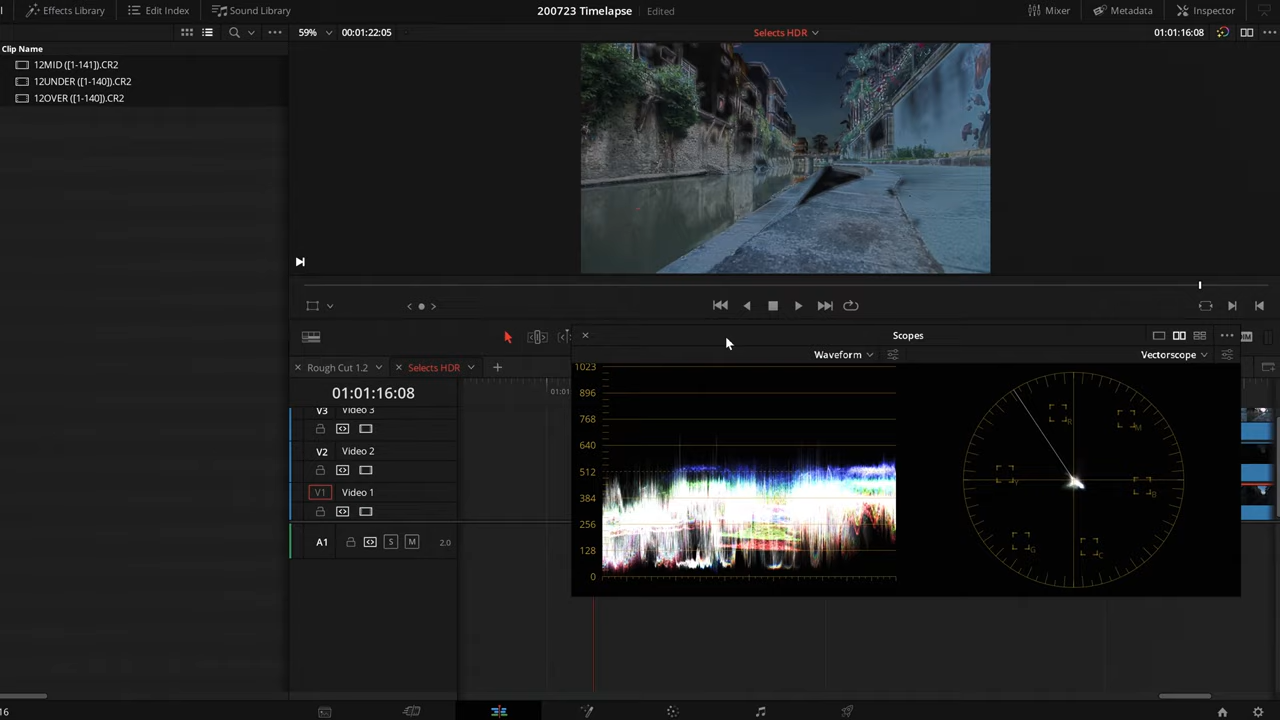 Effects Library Edit Index Sound Library 200723 Timelapse Edited Mixer Metadata Inspector
59% 00:01:22:05 Selects HDR 01:01:16:08
Clip Name
12MID ([1-141]).CR2
12UNDER ([1-140]).CR2
12OVER ([1-140]).CR2
Scopes
Waveform Vectorscope
Rough Cut 1.2 Selects HDR
01:01:16:08
V3 Video 3
V2 Video 2
V1 Video 1
A1 S M 2.0
1023
896
768
640
512
384
256
128
0
R
M
Y
B
G
C
16